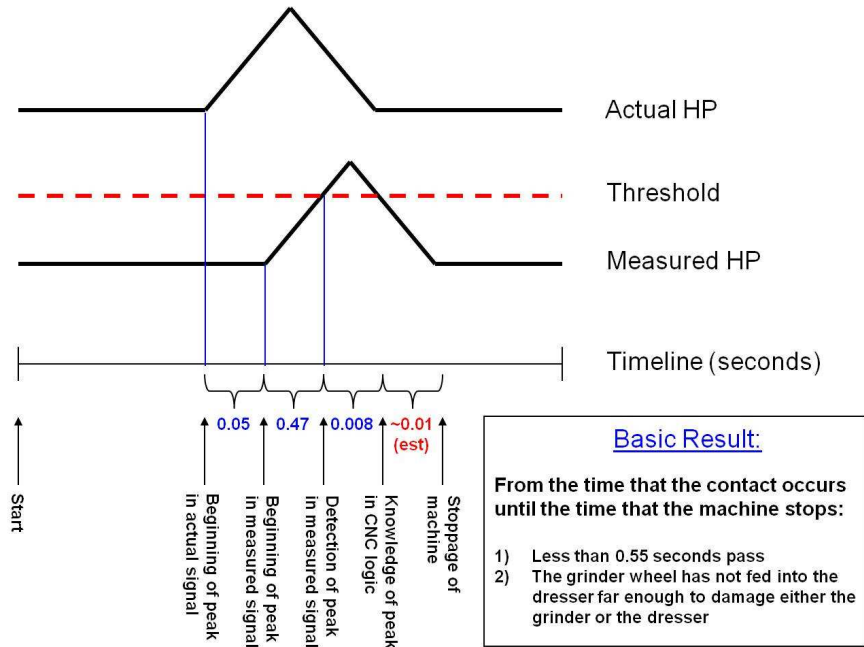 Actual HP
Threshold
Measured HP
Timeline (seconds)
0.05
0.47
0.008
~0.01
(est)
Start
Beginning of peak
in actual signal
Beginning of peak
in measured signal
Detection of peak
in measured signal
Knowledge of peak
in CNC logic
Stoppage of
machine
Basic Result:
From the time that the contact occurs
until the time that the machine stops:
1) Less than 0.55 seconds pass
2) The grinder wheel has not fed into the
dresser far enough to damage either the
grinder or the dresser